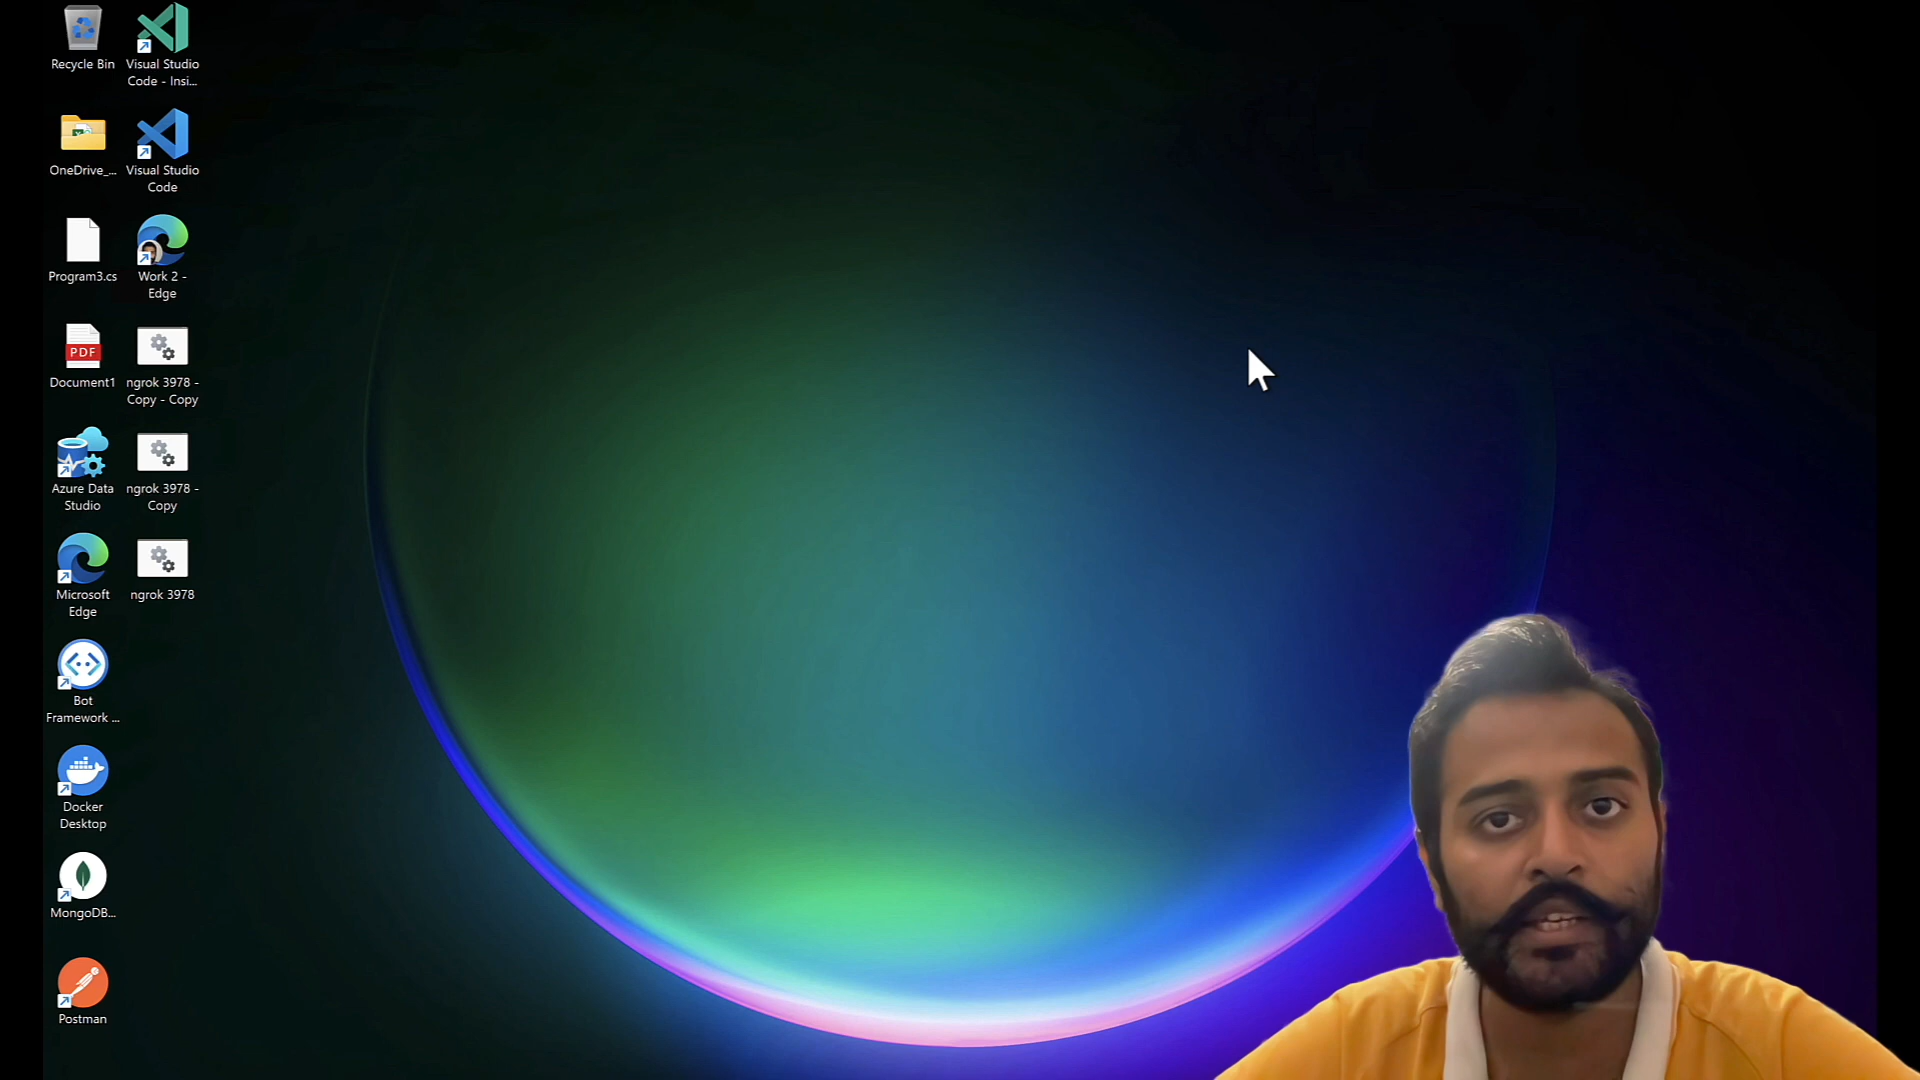 Recycle Bin
Visual Studio
Code - Insi...
OneDrive_...
Visual Studio
Code
Program3.cs
Work 2 -
Edge
PDF
Document1
ngrok 3978 -
Copy - Copy
Azure Data
Studio
ngrok 3978 -
Copy
Microsoft
Edge
ngrok 3978
Bot
Framework ...
Docker
Desktop
MongoDB...
Postman